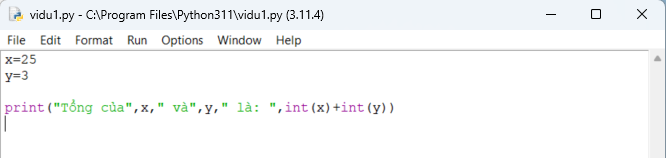 vidu1.py - C:\Program Files\Python311\vidu1.py (3.11.4)
File Edit Format Run Options Window Help
x=25
y=3
print("Tổng của",x," và",y," là: ",int(x)+int(y))